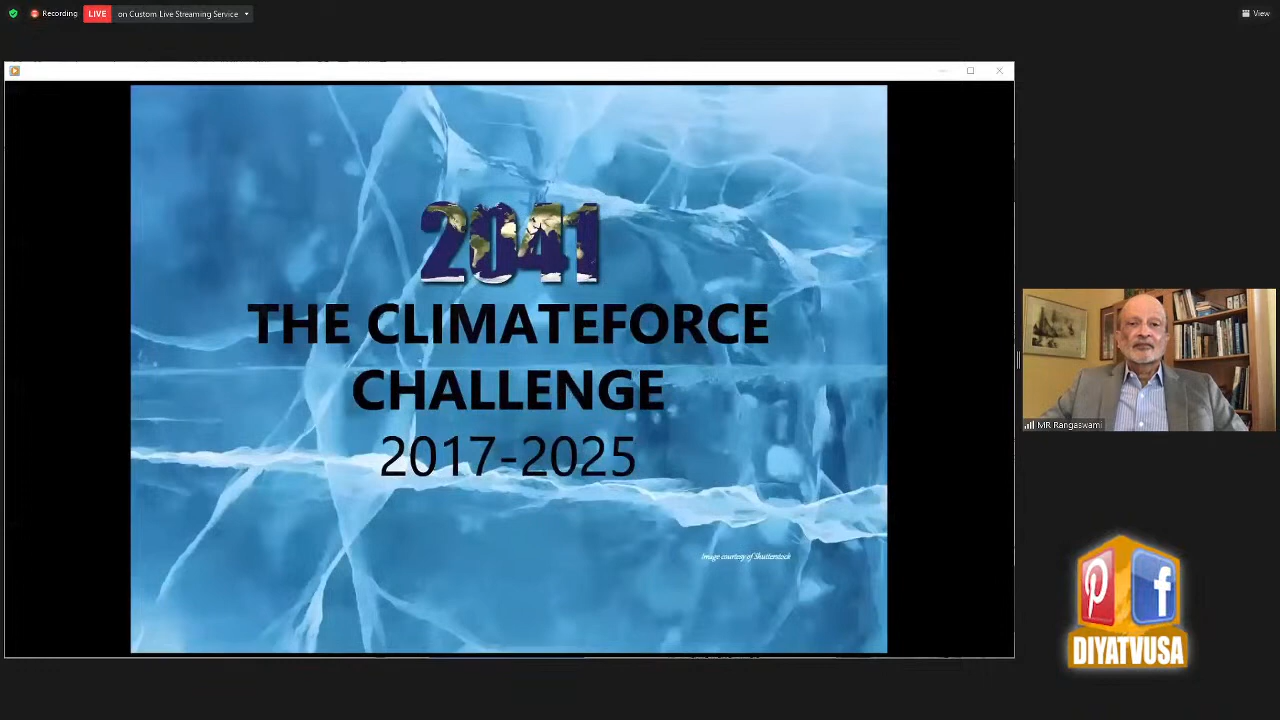 Recording
LIVE
on Custom Live Streaming Service
View
2041
THE CLIMATEFORCE
CHALLENGE
2017-2025
Image courtesy of Shutterstock
MR Rangaswami
P f
DIYATVUSA